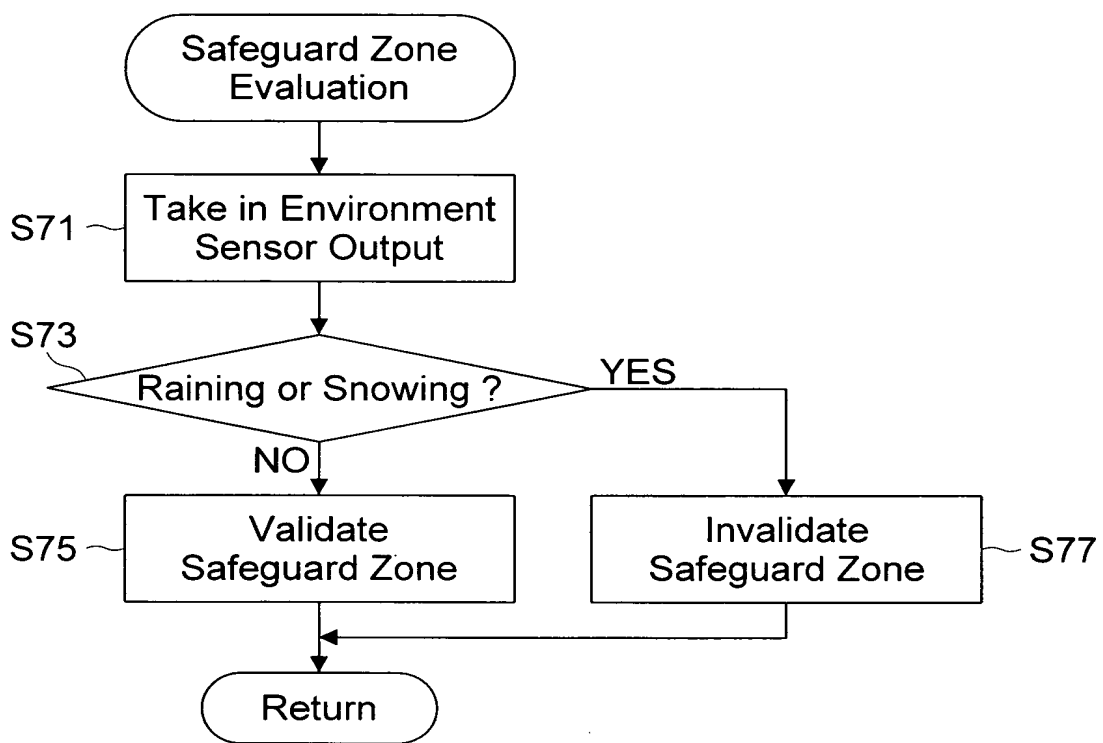 Safeguard Zone
Evaluation
S71
Take in Environment
Sensor Output
S73
Raining or Snowing ?
YES
NO
S75
Validate
Safeguard Zone
Invalidate
Safeguard Zone
S77
Return